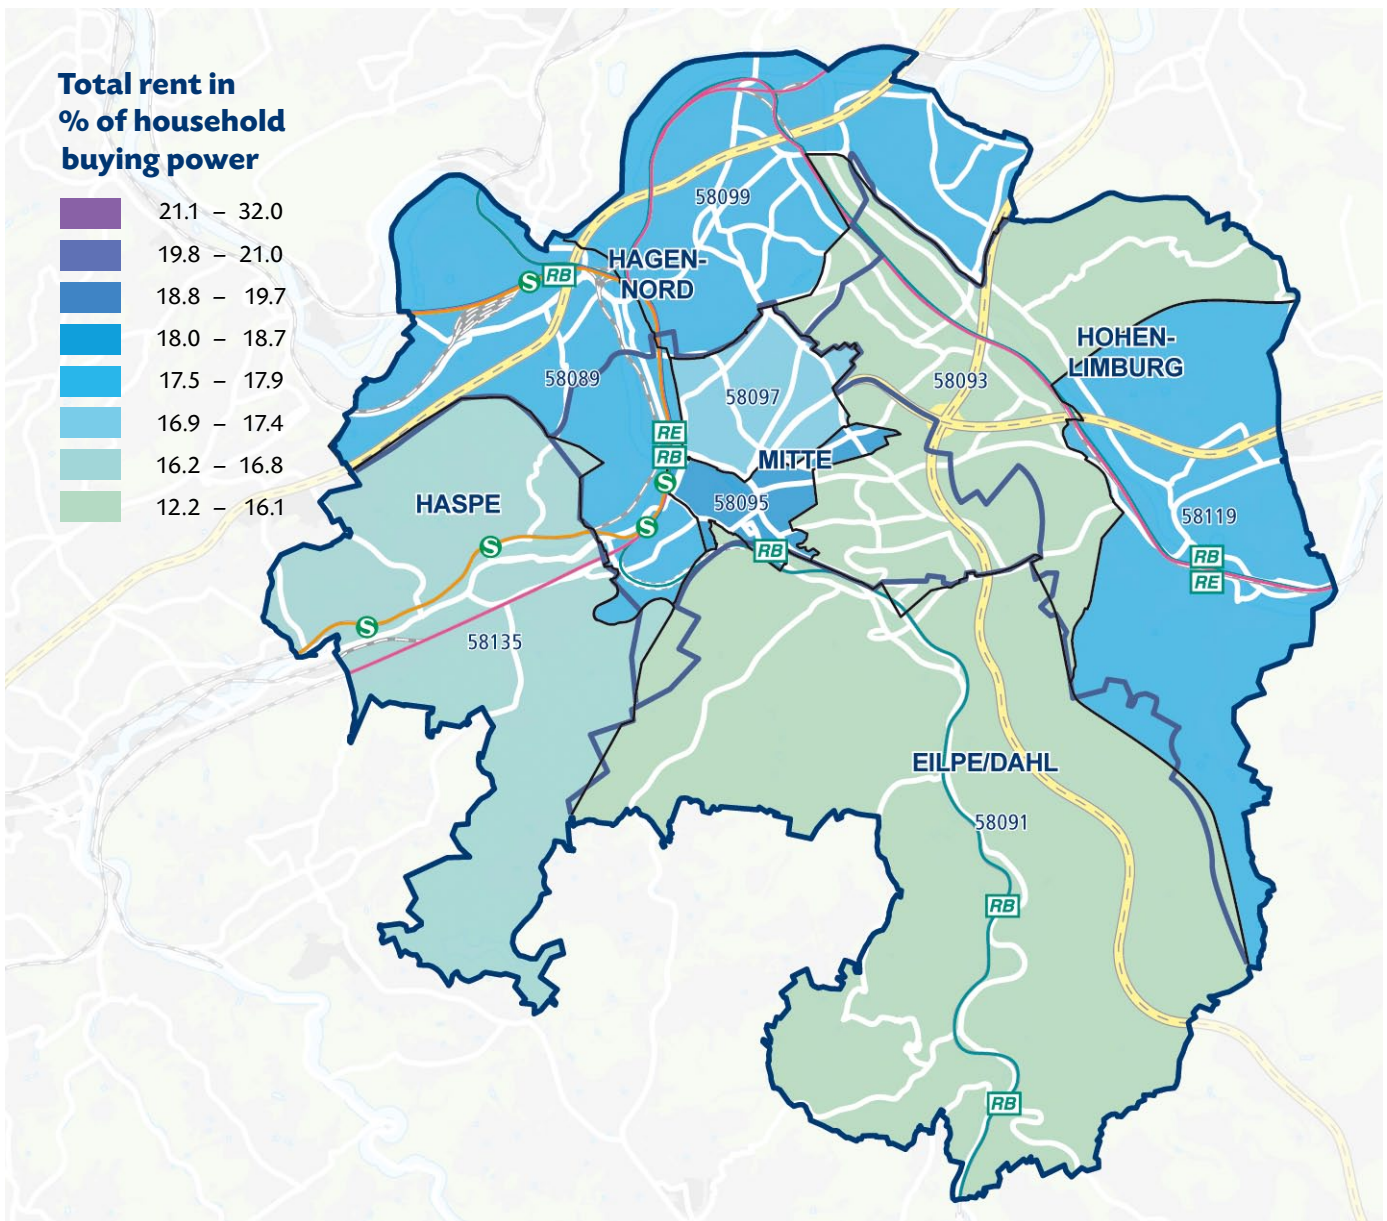 Total rent in
% of household
buying power
21.1 – 32.0
19.8 – 21.0
18.8 – 19.7
18.0 – 18.7
17.5 – 17.9
16.9 – 17.4
16.2 – 16.8
12.2 – 16.1
58099
HAGEN-
NORD
S
RB
HOHEN-
LIMBURG
58089
58093
58097
RE
RB
MITTE
S
HASPE
58095
58119
S
S
RB
RB
RE
S
58135
EILPE/DAHL
58091
RB
RB